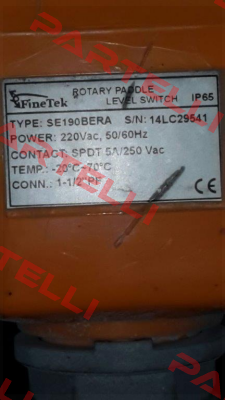 FineTek
ROTARY PADDLE
LEVEL SWITCH IP65
TYPE: SE190BERA S/N: 14LC29541
POWER: 220Vac, 50/60Hz
CONTACT: SPDT 5A/250 Vac
TEMP.: -20°C~70°C
CONN.: 1-1/2"PF
CE
PARTELLI
PARTELLI
PARTELLI